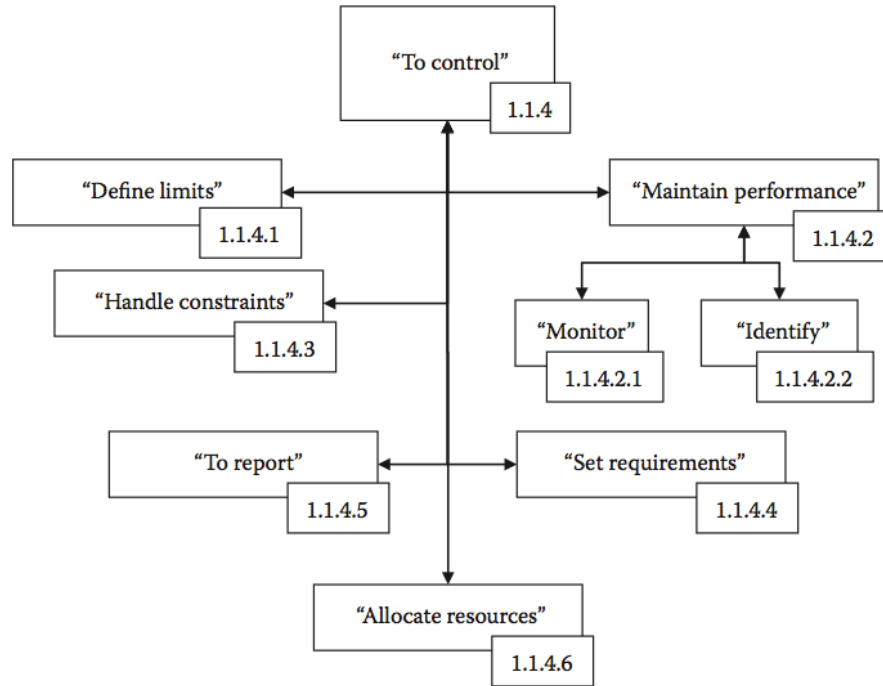 “To control”
1.1.4
“Define limits”
1.1.4.1
“Maintain performance”
1.1.4.2
“Handle constraints”
1.1.4.3
“Monitor”
1.1.4.2.1
“Identify”
1.1.4.2.2
“To report”
1.1.4.5
“Set requirements”
1.1.4.4
“Allocate resources”
1.1.4.6